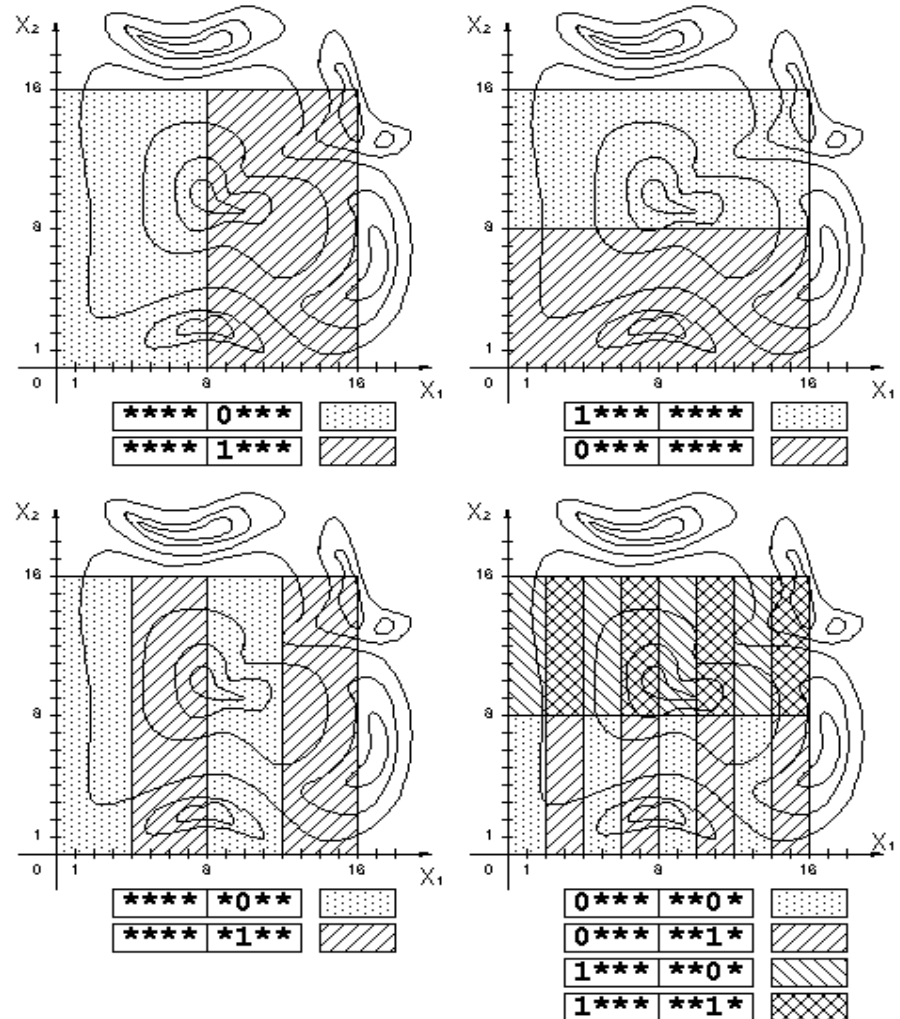 X₂
16
8
1
0 1 8 16 X₁
**** 0***
**** 1***
X₂
16
8
1
0 1 8 16 X₁
1*** ****
0*** ****
X₂
16
8
1
0 1 8 16 X₁
**** *0**
**** *1**
X₂
16
8
1
0 1 8 16 X₁
0*** **0*
0*** **1*
1*** **0*
1*** **1*